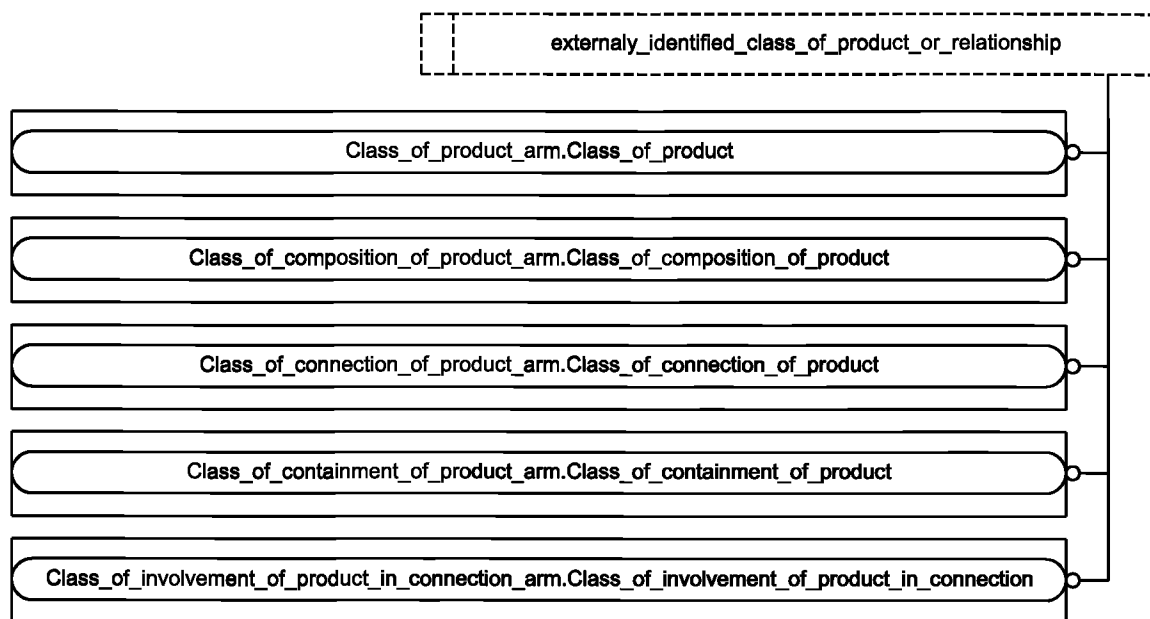 externaly_identified_class_of_product_or_relationship
Class_of_product_arm.Class_of_product
Class_of_composition_of_product_arm.Class_of_composition_of_product
Class_of_connection_of_product_arm.Class_of_connection_of_product
Class_of_containment_of_product_arm.Class_of_containment_of_product
Class_of_involvement_of_product_in_connection_arm.Class_of_involvement_of_product_in_connection